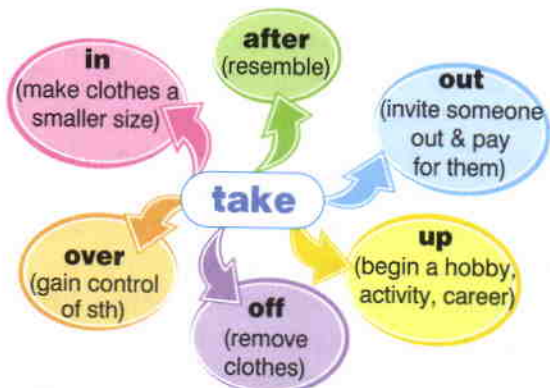 in
(make clothes a
smaller size)
after
(resemble)
out
(invite someone
out & pay
for them)
take
over
(gain control
of sth)
off
(remove
clothes)
up
(begin a hobby,
activity, career)